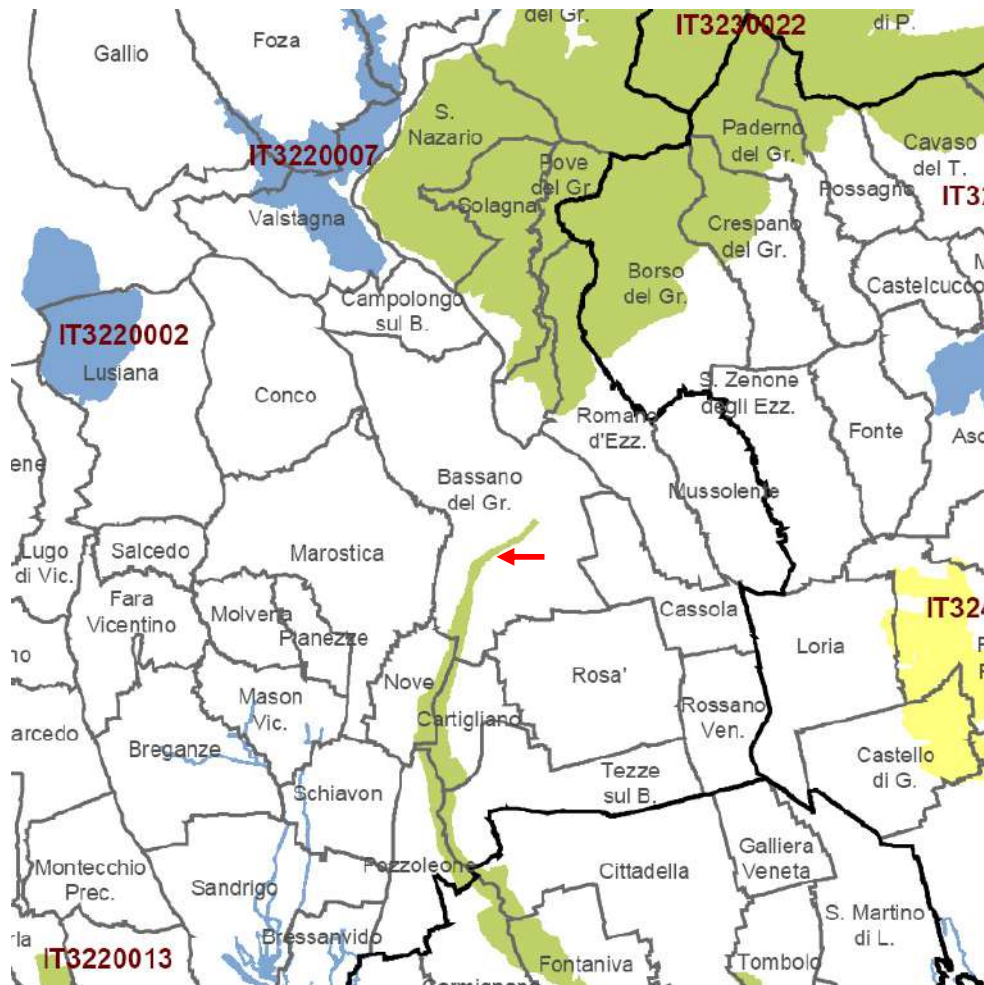 del Gr.
IT3230022
di P.
Gallio
Foza
S.
Nazario
Paderno
del Gr.
Cavaso
del T.
IT3220007
Pove
del Gr.
Possagno
Valstagna
Solagna
Crespano
del Gr.
Borso
del Gr.
Castelcucco
Campolongo
sul B.
IT3220002
Lusiana
Conco
S. Zenone
degli Ezz.
Romano
d'Ezz.
Fonte
Bassano
del Gr.
Mussolente
Lugo
di Vic.
Salcedo
Marostica
Fara
Vicentino
Molvena
Pianezze
Cassola
Loria
Nove
Rosa'
Mason
Vic.
Cartigliano
Rossano
Ven.
Breganze
Castello
di G.
Schiavon
Tezze
sul B.
Montecchio
Prec.
Pozzoleone
Cittadella
Galliera
Veneta
Sandrigo
S. Martino
di L.
Bressanvido
IT3220013
Fontaniva
Tombolo